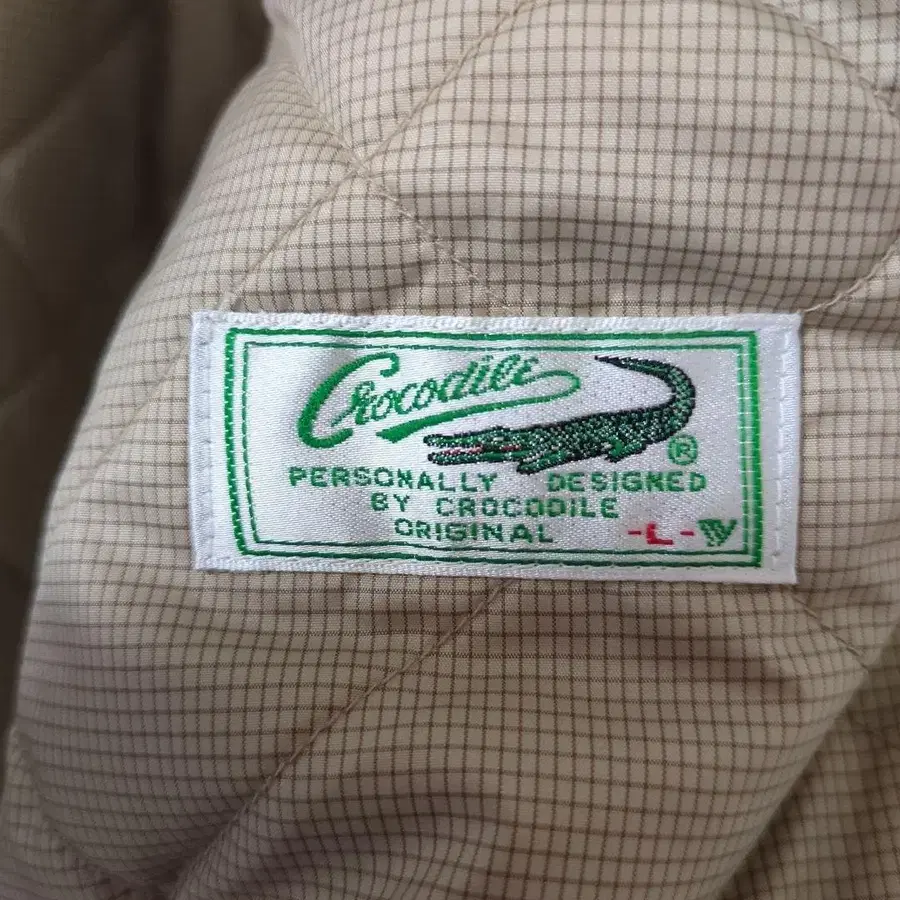 Crocodile
®
PERSONALLY DESIGNED
BY CROCODILE
ORIGINAL -L-